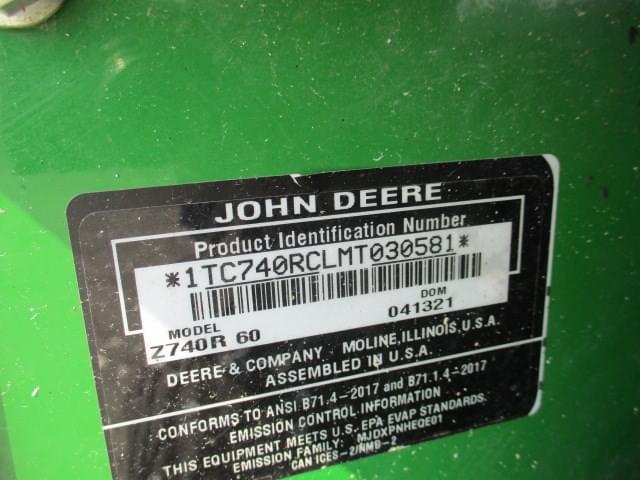 JOHN DEERE
Product Identification Number
*1TC740RCLMT030581*
MODEL DOM
Z740R 60 041321
DEERE & COMPANY MOLINE, ILLINOIS, U.S.A.
ASSEMBLED IN U.S.A.
CONFORMS TO ANSI B71.4-2017 and B71.1.4-2017
EMISSION CONTROL INFORMATION
THIS EQUIPMENT MEETS U.S. EPA EVAP STANDARDS.
EMISSION FAMILY: MJDXPNHEQE01
CAN ICES-2/NMB-2